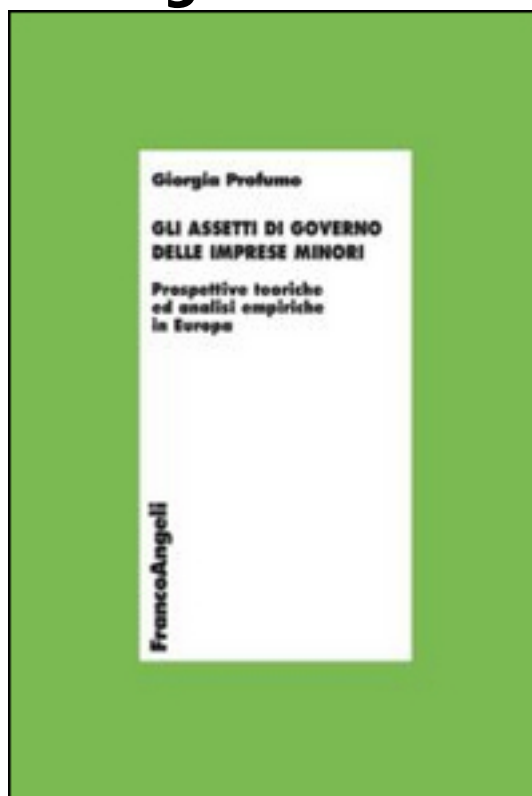 Giorgia Profumo
GLI ASSETTI DI GOVERNO
DELLE IMPRESE MINORI
Prospettive teoriche
ed analisi empiriche
in Europa
FrancoAngeli